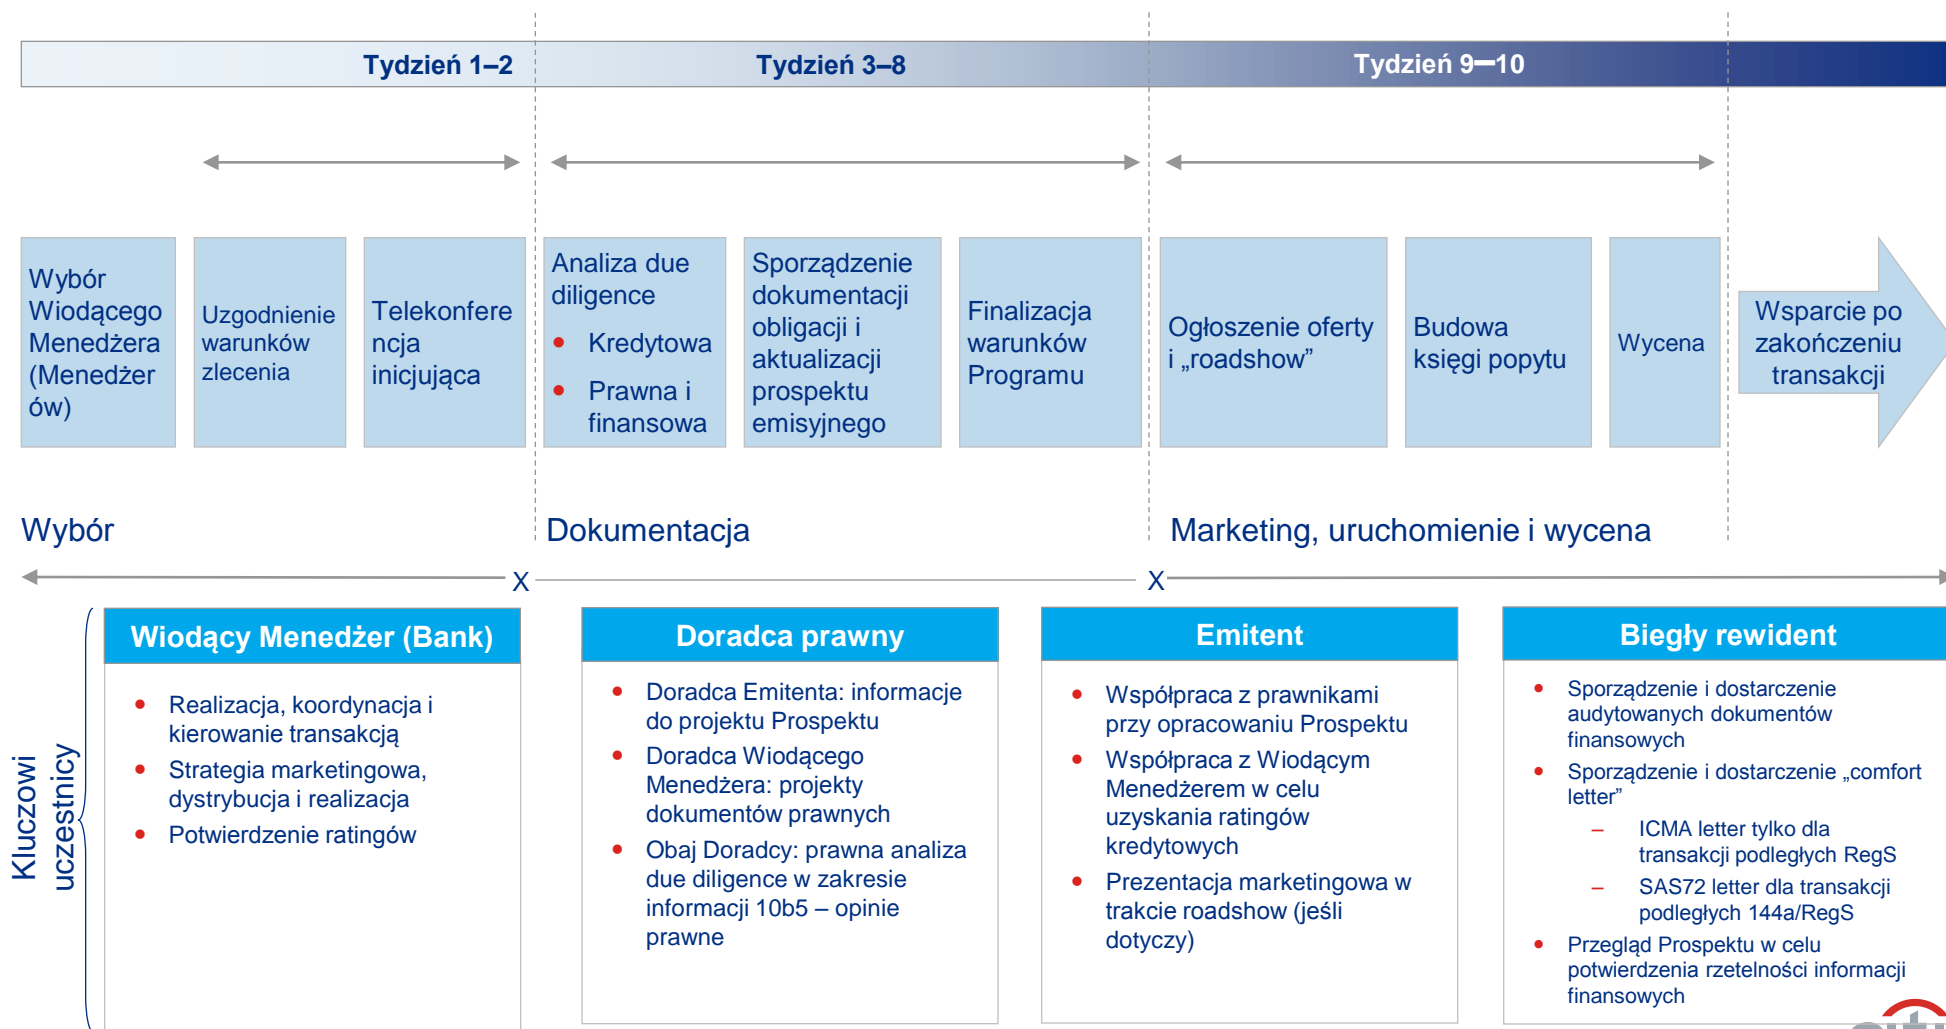 Tydzień 1–2
Tydzień 3–8
Tydzień 9–10
Wybór
Wiodącego
Menedżera
(Menedżer
ów)
Uzgodnienie
warunków
zlecenia
Telekonfere
ncja
inicjująca
Analiza due
diligence
• Kredytowa
• Prawna i
finansowa
Sporządzenie
dokumentacji
obligacji i
aktualizacji
prospektu
emisyjnego
Finalizacja
warunków
Programu
Ogłoszenie oferty
i „roadshow”
Budowa
księgi popytu
Wycena
Wsparcie po
zakończeniu
transakcji
Wybór
Dokumentacja
Marketing, uruchomienie i wycena
X
X
Kluczowi
uczestnicy
Wiodący Menedżer (Bank)
• Realizacja, koordynacja i
kierowanie transakcją
• Strategia marketingowa,
dystrybucja i realizacja
• Potwierdzenie ratingów
Doradca prawny
• Doradca Emitenta: informacje
do projektu Prospektu
• Doradca Wiodącego
Menedżera: projekty
dokumentów prawnych
• Obaj Doradcy: prawna analiza
due diligence w zakresie
informacji 10b5 – opinie
prawne
Emitent
• Współpraca z prawnikami
przy opracowaniu Prospektu
• Współpraca z Wiodącym
Menedżerem w celu
uzyskania ratingów
kredytowych
• Prezentacja marketingowa w
trakcie roadshow (jeśli
dotyczy)
Biegły rewident
• Sporządzenie i dostarczenie
audytowanych dokumentów
finansowych
• Sporządzenie i dostarczenie „comfort
letter”
– ICMA letter tylko dla
transakcji podległych RegS
– SAS72 letter dla transakcji
podległych 144a/RegS
• Przegląd Prospektu w celu
potwierdzenia rzetelności informacji
finansowych